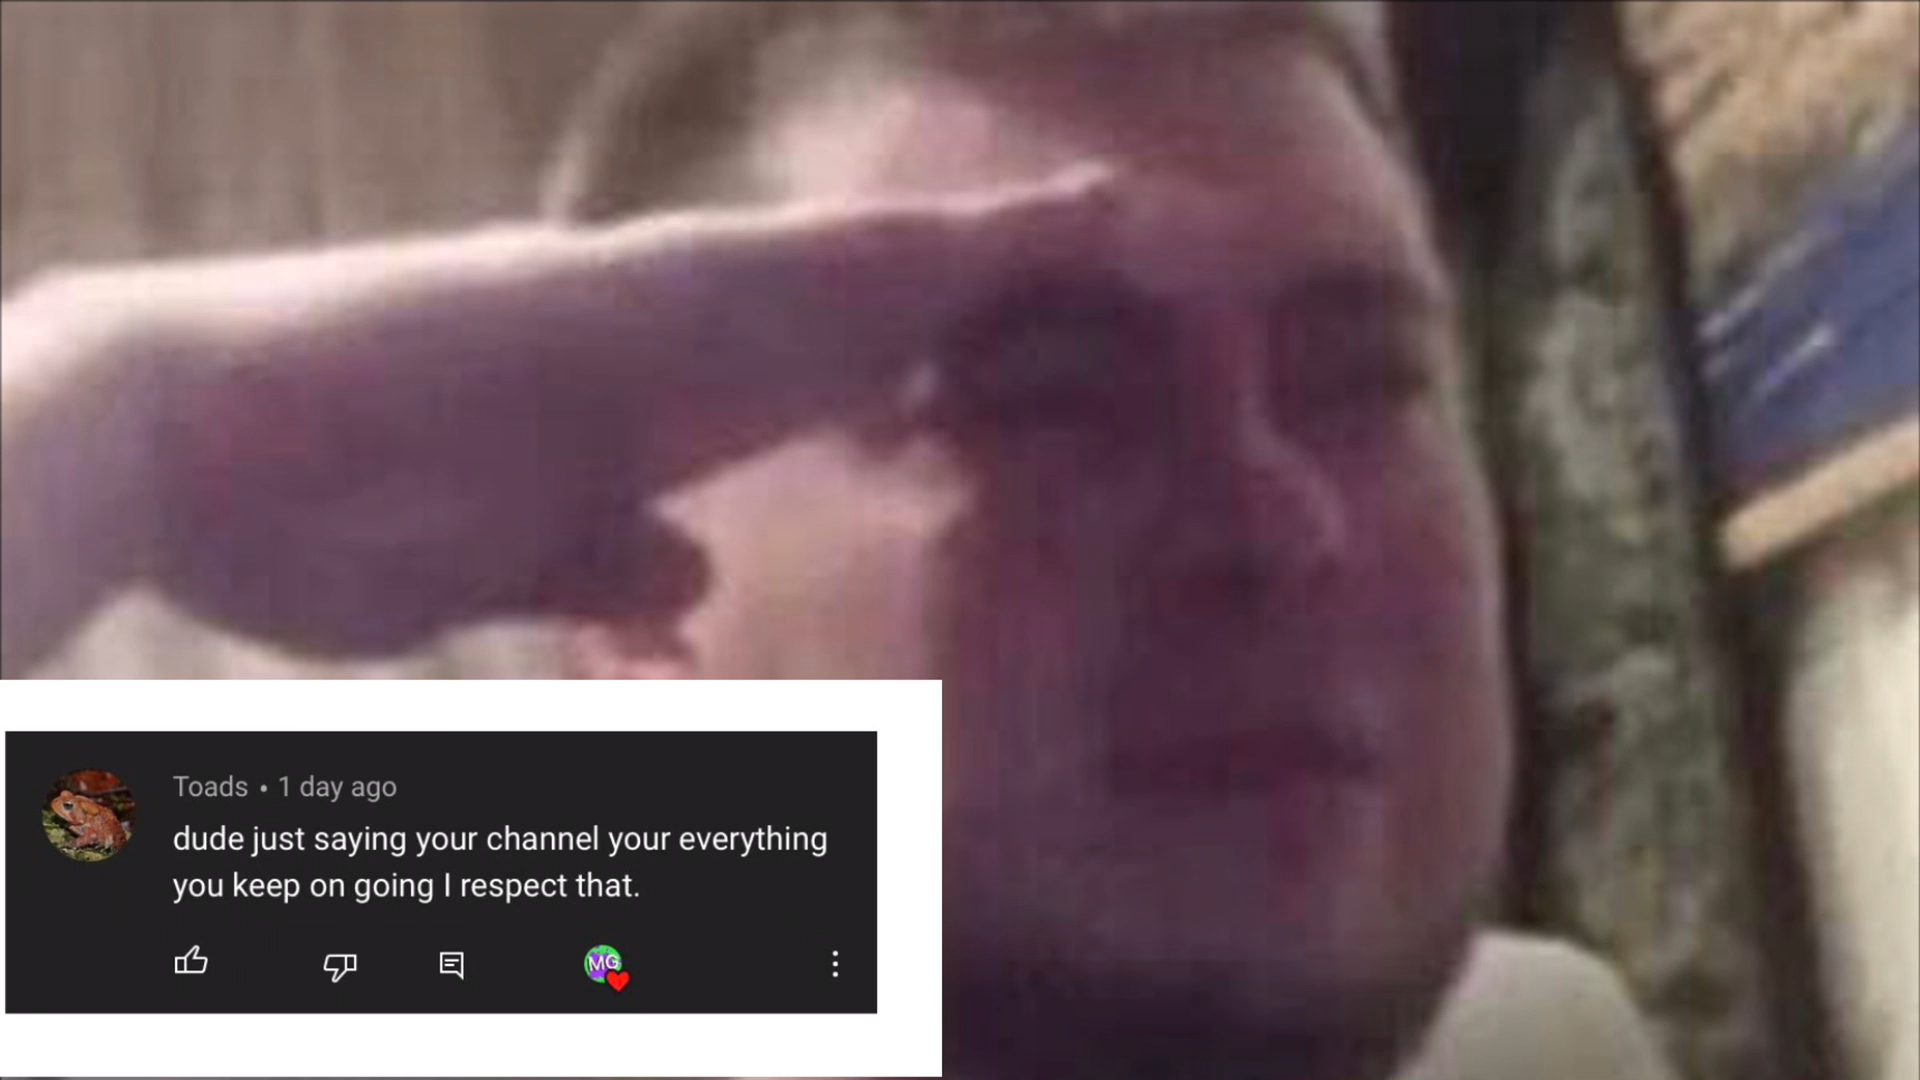 Toads • 1 day ago
dude just saying your channel your everything
you keep on going I respect that.
MG